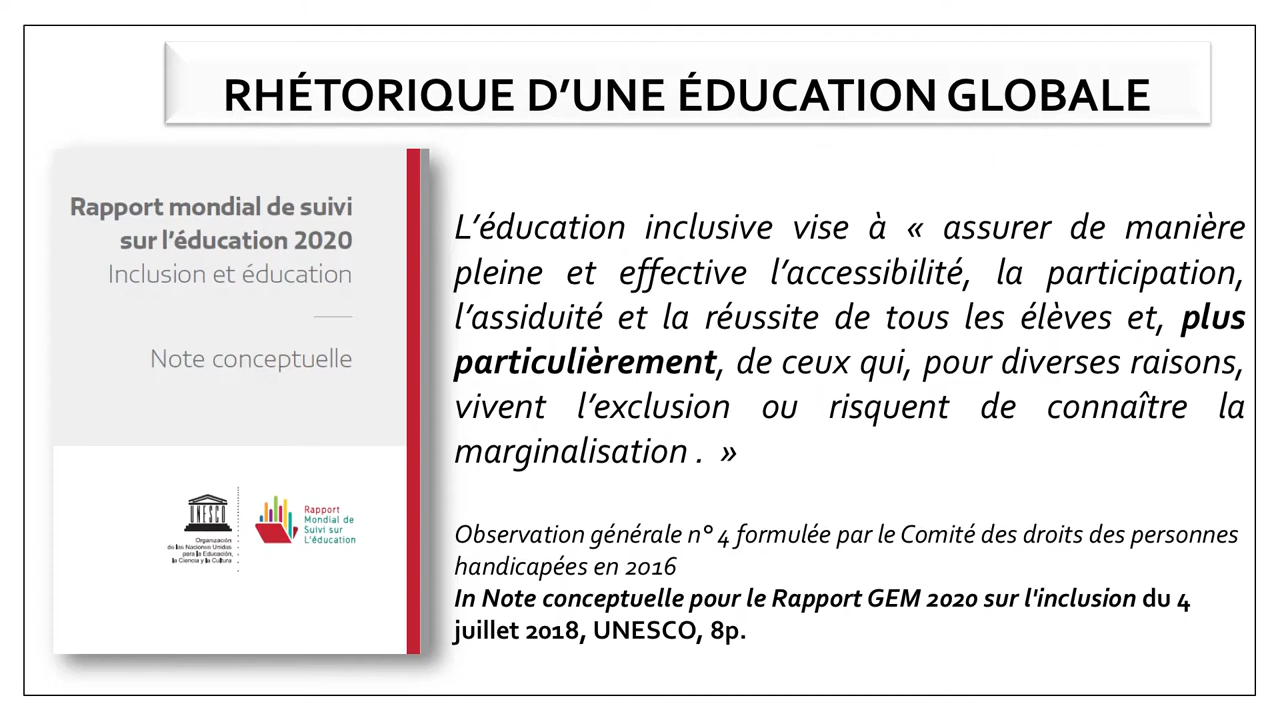 RHÉTORIQUE D’UNE ÉDUCATION GLOBALE
Rapport mondial de suivi
sur l’éducation 2020
Inclusion et éducation
Note conceptuelle
UNESCO
Organización
de las Naciones Unidas
para la Educación,
la Ciencia y la Cultura
Rapport
Mondial de
Suivi sur
L’éducation
L’éducation inclusive vise à « assurer de manière
pleine et effective l’accessibilité, la participation,
l’assiduité et la réussite de tous les élèves et, plus
particulièrement, de ceux qui, pour diverses raisons,
vivent l’exclusion ou risquent de connaître la
marginalisation . »
Observation générale n° 4 formulée par le Comité des droits des personnes
handicapées en 2016
In Note conceptuelle pour le Rapport GEM 2020 sur l'inclusion du 4
juillet 2018, UNESCO, 8p.